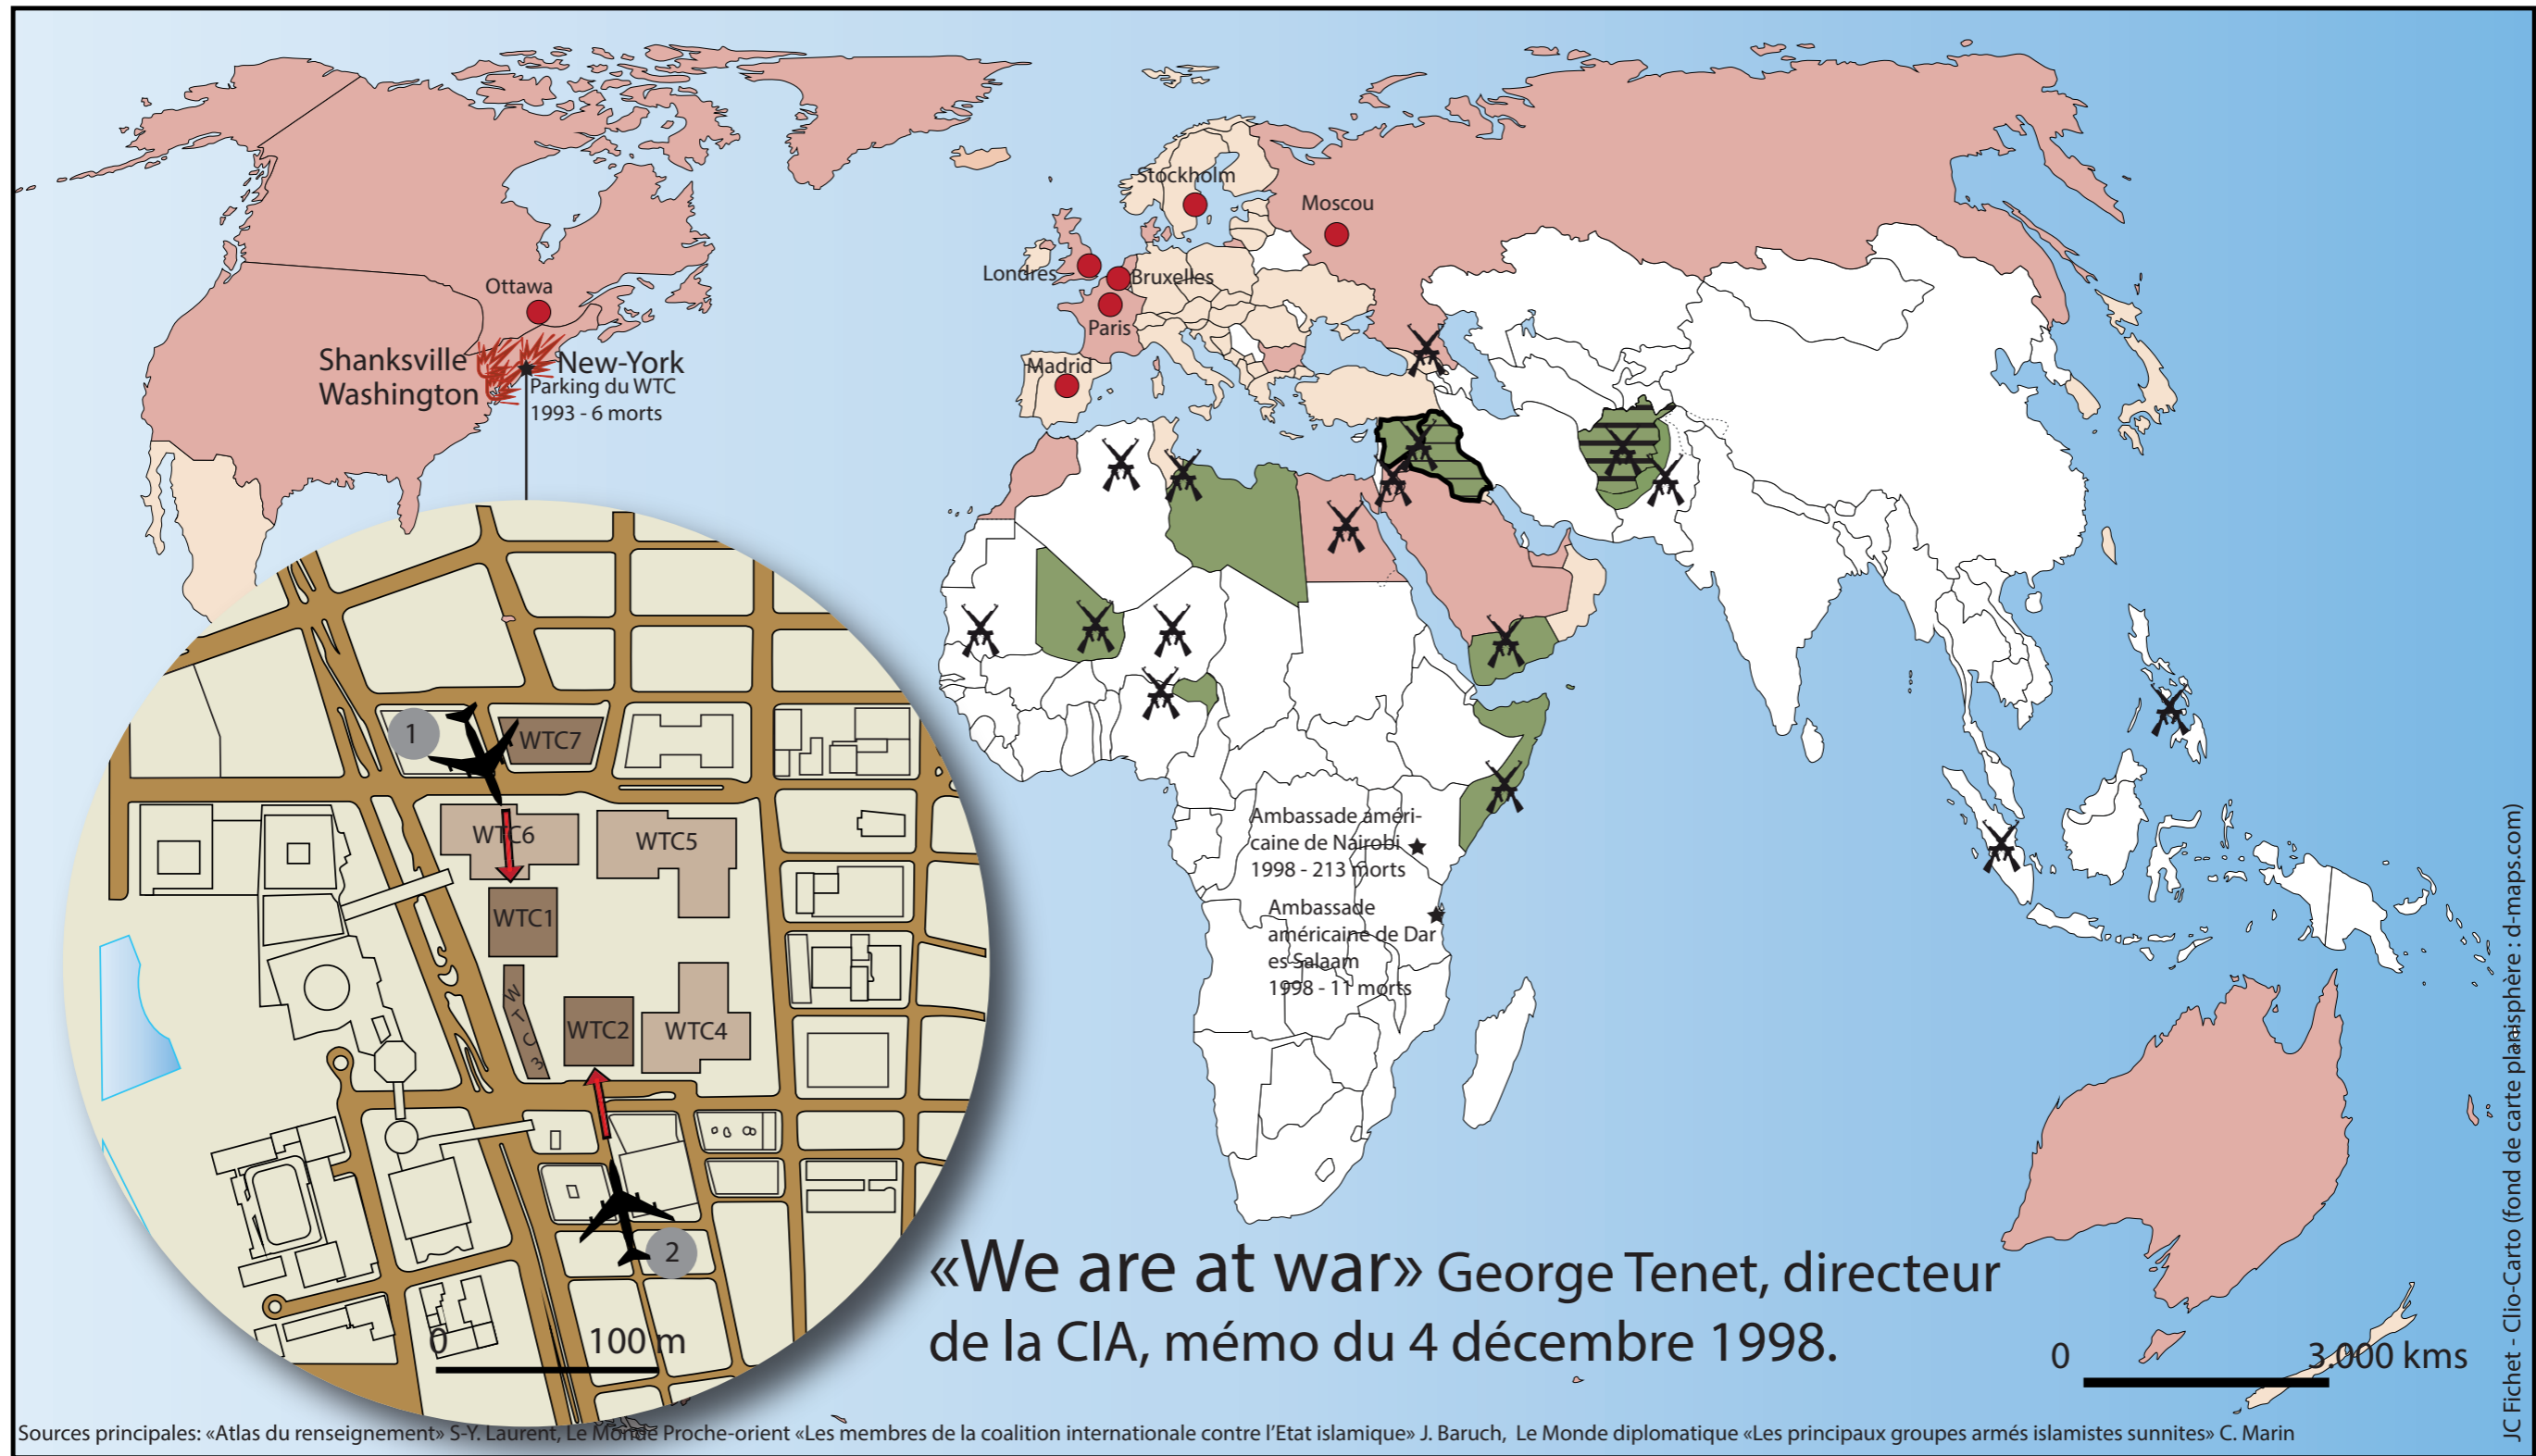 Stockholm
Moscou
Londres
Bruxelles
Ottawa
Paris
Shanksville
New-York
Washington
Parking du WTC
1993 - 6 morts
Madrid
1
WTC7
WTC6
WTC5
WTC1
WTC3
WTC2
WTC4
2
0
100 m
Ambassade améri-
caine de Nairobi
1998 - 213 morts
Ambassade
américaine de Dar
es Salaam
1998 - 11 morts
«We are at war» George Tenet, directeur
de la CIA, mémo du 4 décembre 1998.
0
3.000 kms
Sources principales: «Atlas du renseignement» S-Y. Laurent, Le Monde Proche-orient «Les membres de la coalition internationale contre l'Etat islamique» J. Baruch, Le Monde diplomatique «Les principaux groupes armés islamistes sunnites» C. Marin
JC Fichet - Clio-Carto (fond de carte planisphère : d-maps.com)